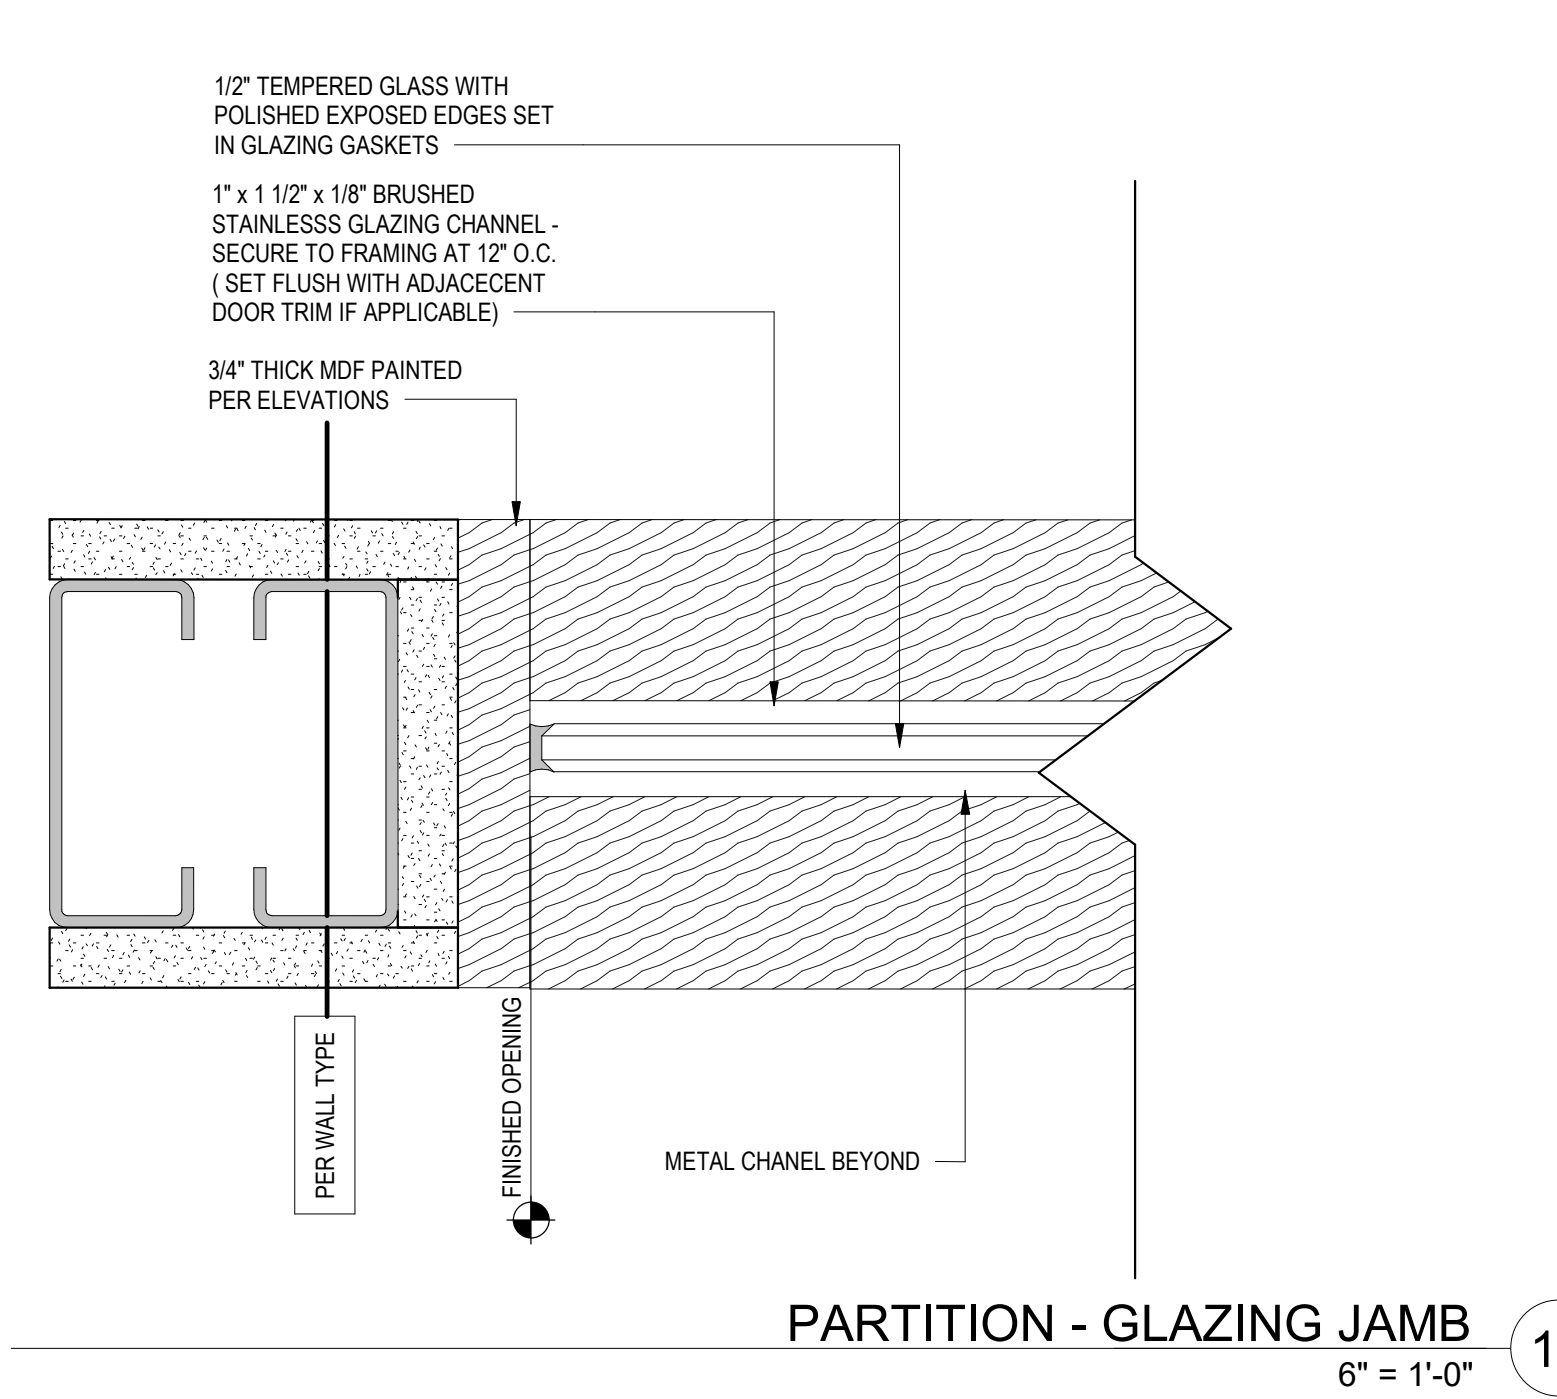 1/2" TEMPERED GLASS WITH
POLISHED EXPOSED EDGES SET
IN GLAZING GASKETS
1" x 1 1/2" x 1/8" BRUSHED
STAINLESSS GLAZING CHANNEL -
SECURE TO FRAMING AT 12" O.C.
( SET FLUSH WITH ADJACECENT
DOOR TRIM IF APPLICABLE)
3/4" THICK MDF PAINTED
PER ELEVATIONS
PER WALL TYPE
FINISHED OPENING
METAL CHANEL BEYOND
PARTITION - GLAZING JAMB
6" = 1'-0"
1